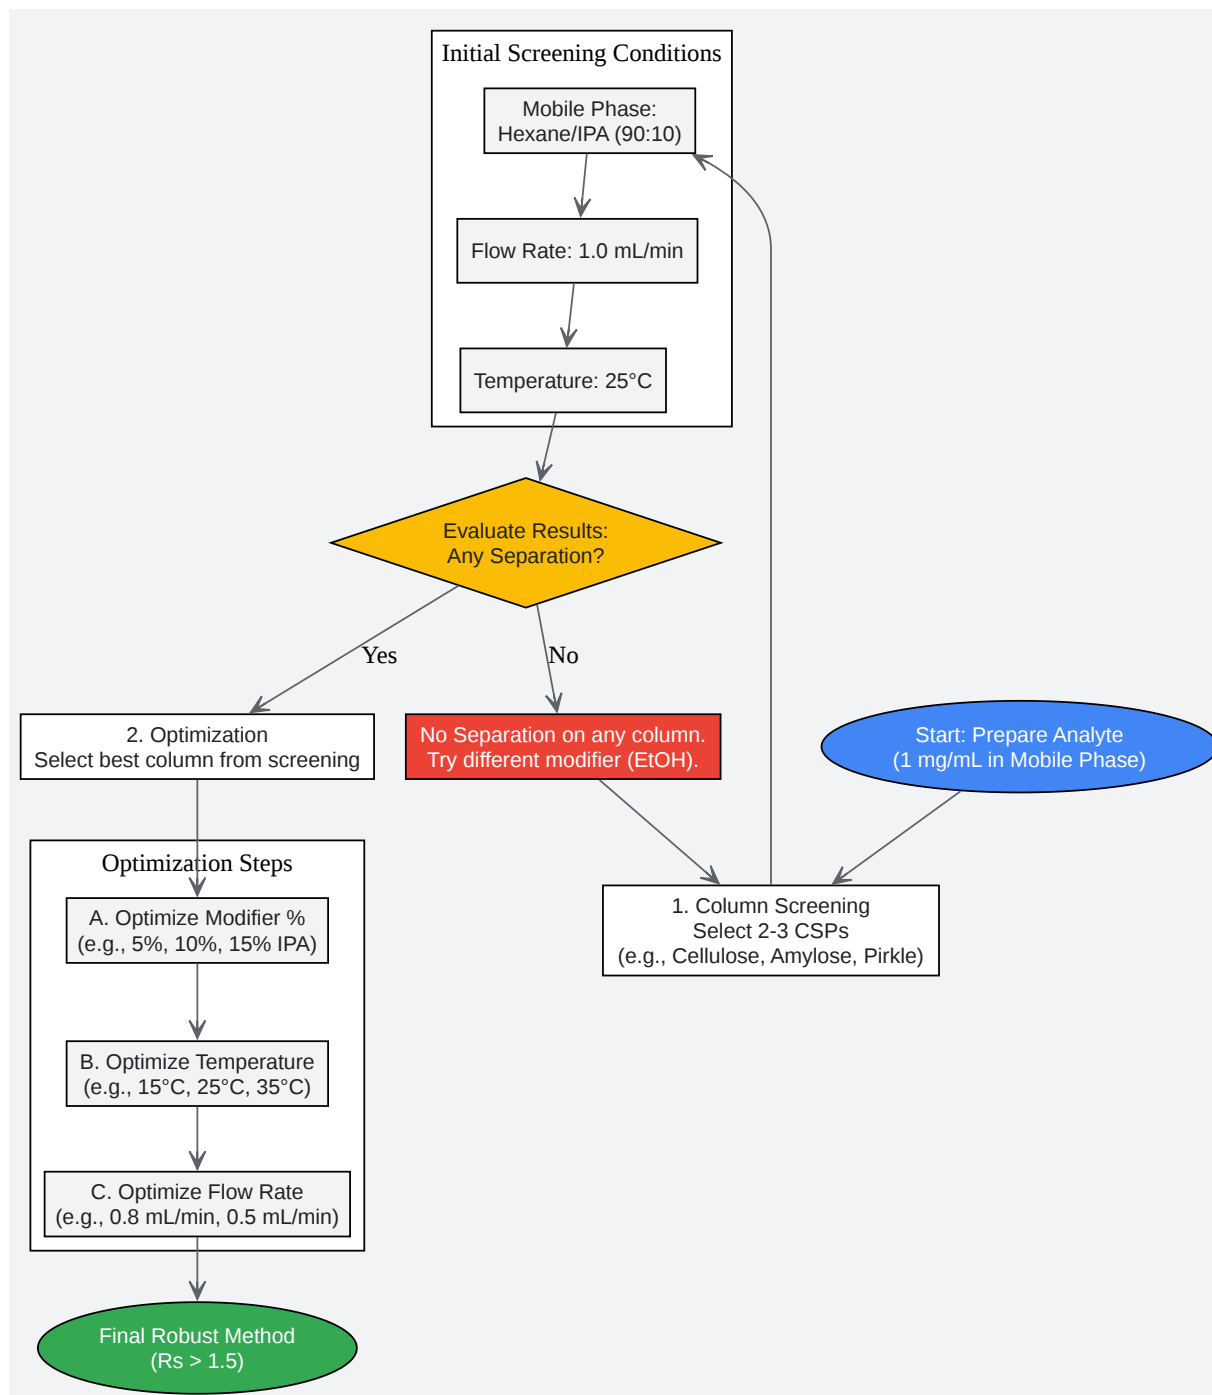 Initial Screening Conditions
Mobile Phase:
Hexane/IPA (90:10)
Flow Rate: 1.0 mL/min
Temperature: 25°C
Evaluate Results:
Any Separation?
Yes
No
2. Optimization
Select best column from screening
No Separation on any column.
Try different modifier (EtOH).
Start: Prepare Analyte
(1 mg/mL in Mobile Phase)
Optimization Steps
A. Optimize Modifier %
(e.g., 5%, 10%, 15% IPA)
1. Column Screening
Select 2-3 CSPs
(e.g., Cellulose, Amylose, Pirkle)
B. Optimize Temperature
(e.g., 15°C, 25°C, 35°C)
C. Optimize Flow Rate
(e.g., 0.8 mL/min, 0.5 mL/min)
Final Robust Method
(Rs > 1.5)